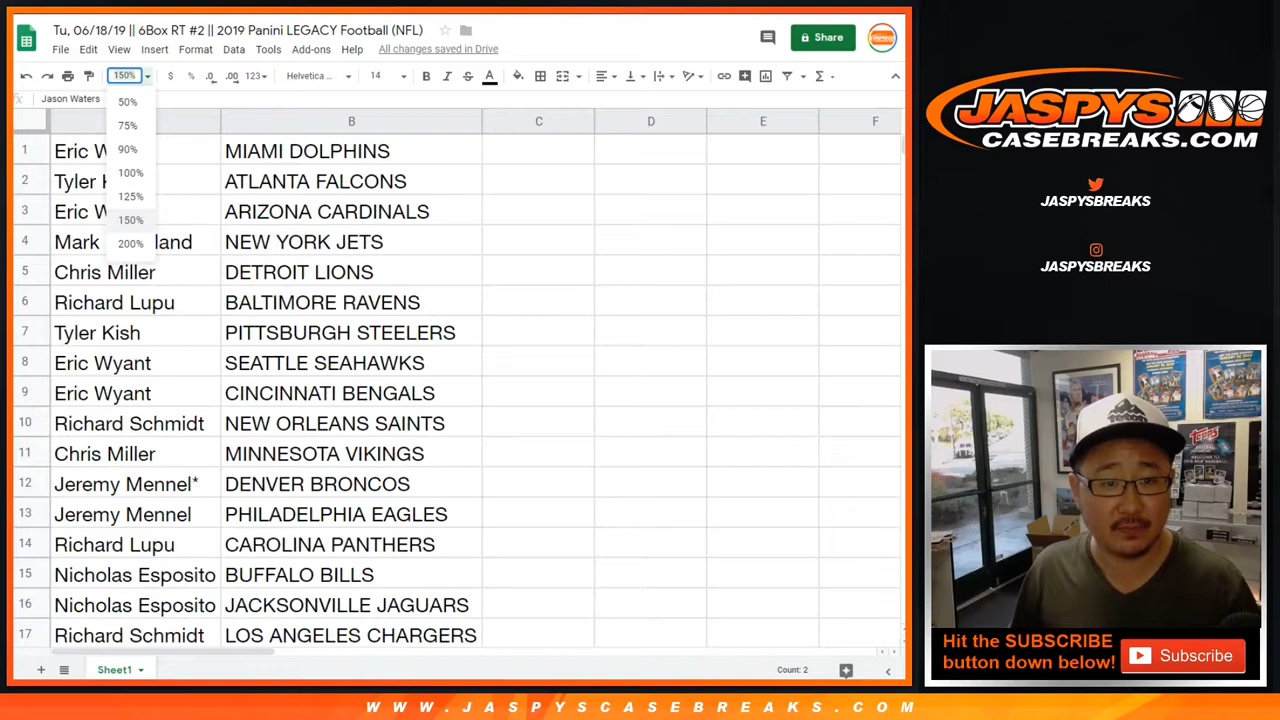 Tu, 06/18/19 || 6Box RT #2 || 2019 Panini LEGACY Football (NFL)
File Edit View Insert Format Data Tools Add-ons Help All changes saved in Drive
Share
150% $ % .0 .00 123 Helvetica ... 14 B I S A
fx Jason Waters
50%
75%
90%
100%
125%
150%
200%
A B C D E F
1 Eric W MIAMI DOLPHINS
2 Tyler K ATLANTA FALCONS
3 Eric W ARIZONA CARDINALS
4 Mark land NEW YORK JETS
5 Chris Miller DETROIT LIONS
6 Richard Lupu BALTIMORE RAVENS
7 Tyler Kish PITTSBURGH STEELERS
8 Eric Wyant SEATTLE SEAHAWKS
9 Eric Wyant CINCINNATI BENGALS
10 Richard Schmidt NEW ORLEANS SAINTS
11 Chris Miller MINNESOTA VIKINGS
12 Jeremy Mennel* DENVER BRONCOS
13 Jeremy Mennel PHILADELPHIA EAGLES
14 Richard Lupu CAROLINA PANTHERS
15 Nicholas Esposito BUFFALO BILLS
16 Nicholas Esposito JACKSONVILLE JAGUARS
17 Richard Schmidt LOS ANGELES CHARGERS
Sheet1
Count: 2
JASPYS
CASEBREAKS.COM
JASPYSBREAKS
JASPYSBREAKS
TOPPS
Hit the SUBSCRIBE
button down below!
Subscribe
WWW.JASPYSCASEBREAKS.COM